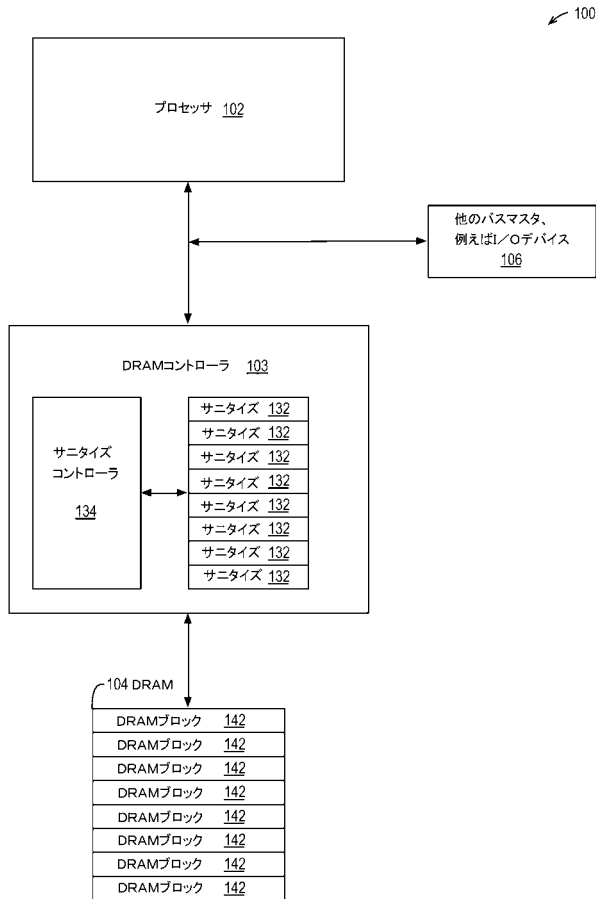 100
プロセッサ 102
他のバスマスタ、
例えばI/Oデバイス
106
DRAMコントローラ 103
サニタイズ
コントローラ
134
サニタイズ 132
サニタイズ 132
サニタイズ 132
サニタイズ 132
サニタイズ 132
サニタイズ 132
サニタイズ 132
サニタイズ 132
104 DRAM
DRAMブロック 142
DRAMブロック 142
DRAMブロック 142
DRAMブロック 142
DRAMブロック 142
DRAMブロック 142
DRAMブロック 142
DRAMブロック 142